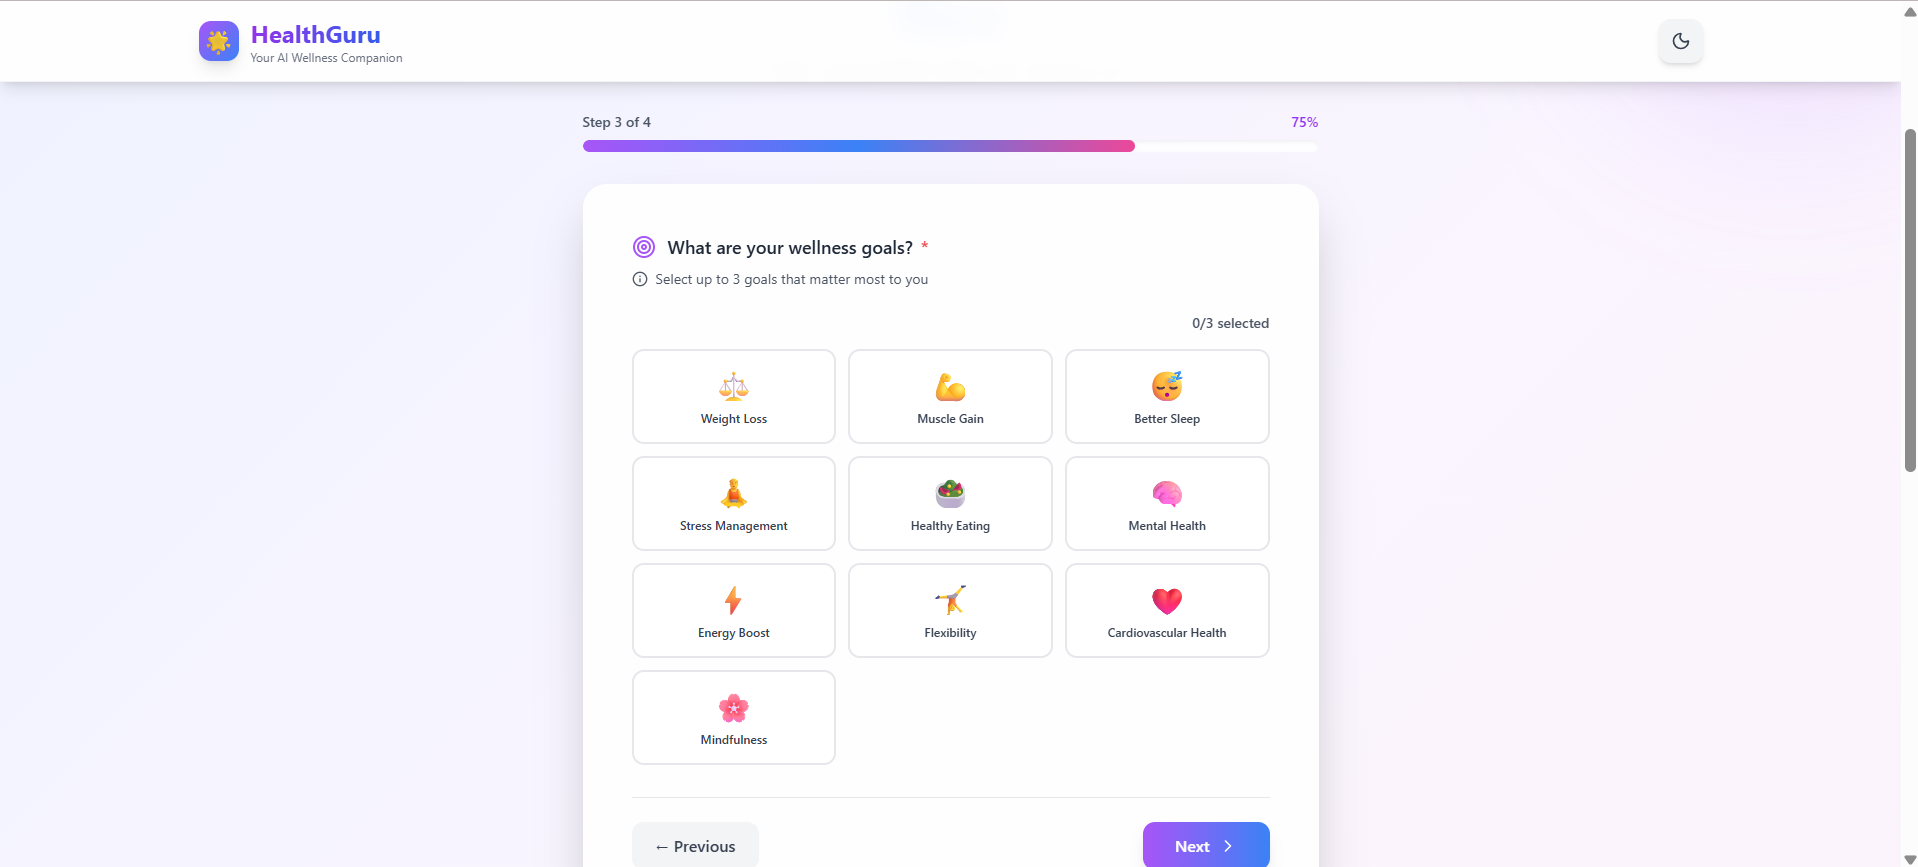 HealthGuru
Your AI Wellness Companion
Step 3 of 4
75%
What are your wellness goals? *
Select up to 3 goals that matter most to you
0/3 selected
Weight Loss
Muscle Gain
Better Sleep
Stress Management
Healthy Eating
Mental Health
Energy Boost
Flexibility
Cardiovascular Health
Mindfulness
← Previous
Next